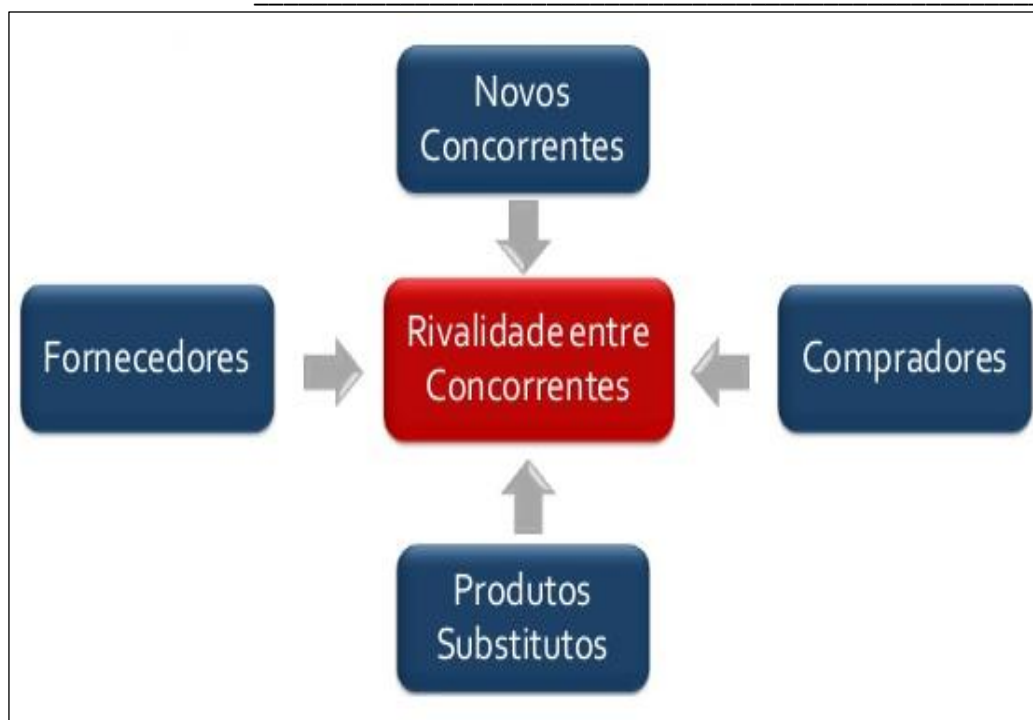 Novos
Concorrentes
Fornecedores
Rivalidade entre
Concorrentes
Compradores
Produtos
Substitutos